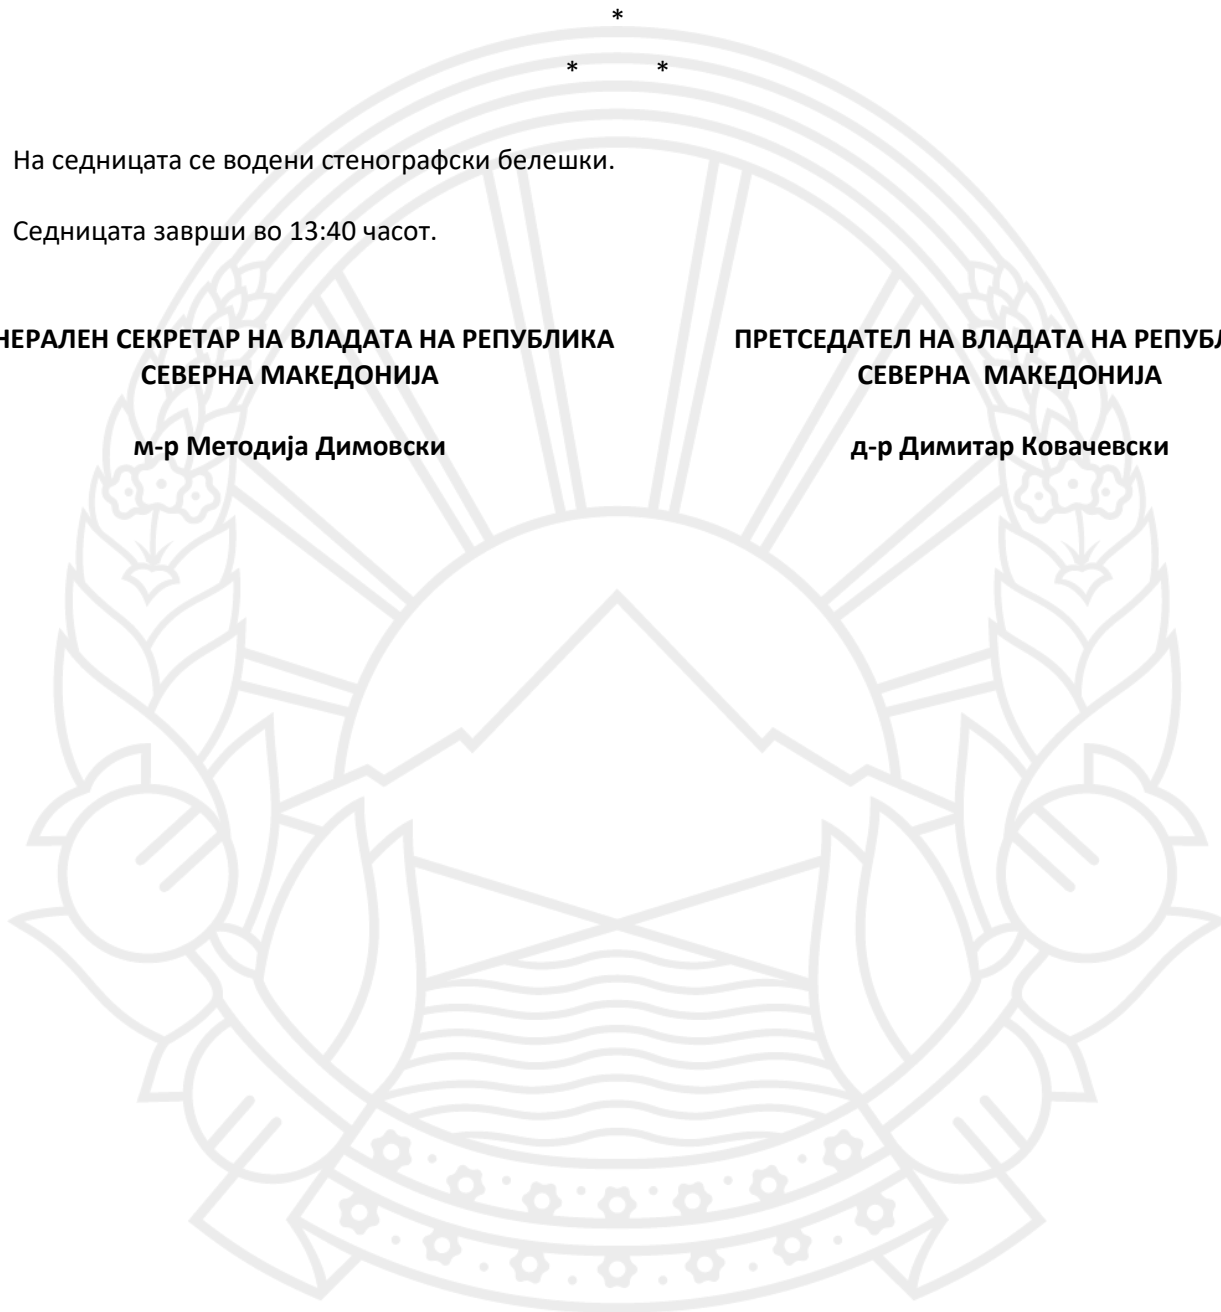 *
* *
На седницата се водени стенографски белешки.
Седницата заврши во 13:40 часот.
НЕРАЛЕН СЕКРЕТАР НА ВЛАДАТА НА РЕПУБЛИКА
СЕВЕРНА МАКЕДОНИЈА
м-р Методија Димовски
ПРЕТСЕДАТЕЛ НА ВЛАДАТА НА РЕПУБЛ
СЕВЕРНА МАКЕДОНИЈА
д-р Димитар Ковачевски